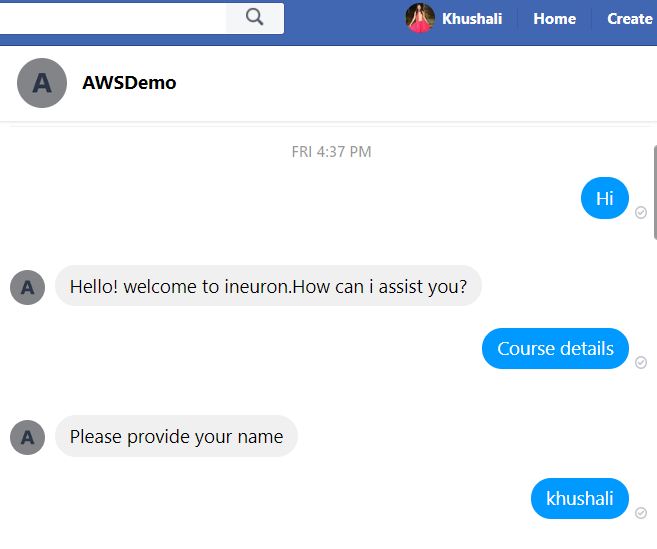 Khushali Home Create
A AWSDemo
FRI 4:37 PM
Hi
A Hello! welcome to ineuron.How can i assist you?
Course details
A Please provide your name
khushali